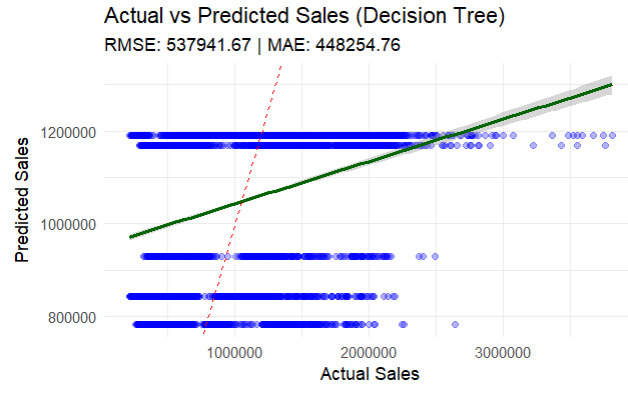 Actual vs Predicted Sales (Decision Tree)
RMSE: 537941.67 | MAE: 448254.76
Predicted Sales
1200000
1000000
800000
1000000 2000000 3000000
Actual Sales